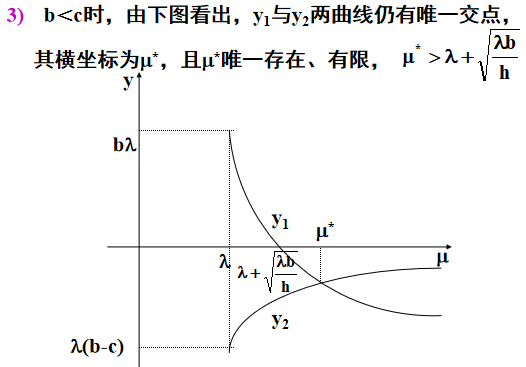 3) b<c时，由下图看出，y₁与y₂两曲线仍有唯一交点，
其横坐标为μ*，且μ*唯一存在、有限， μ* > λ + √(λb/h)
y
bλ
y₁
μ*
λ
λ + √(λb/h)
μ
y₂
λ(b-c)